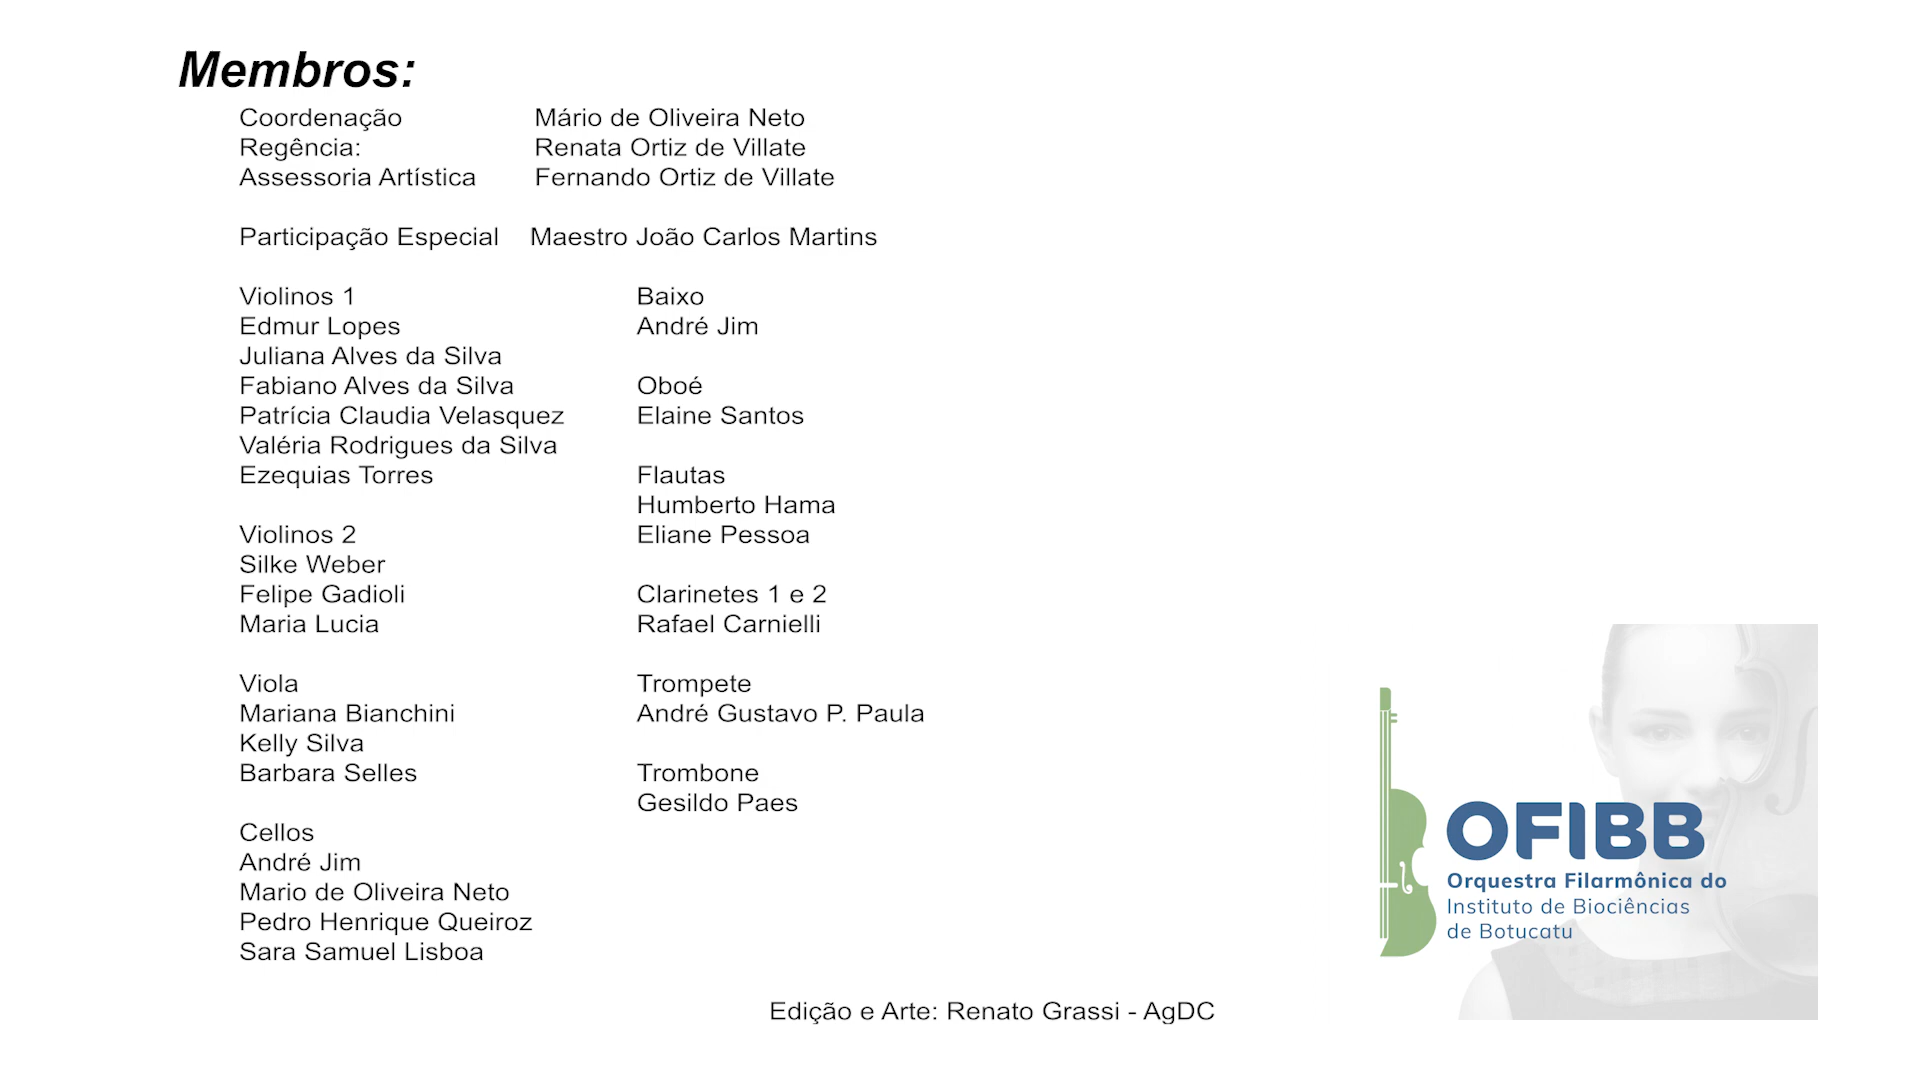 Membros:
Coordenação Mário de Oliveira Neto
Regência: Renata Ortiz de Villate
Assessoria Artística Fernando Ortiz de Villate
Participação Especial Maestro João Carlos Martins
Violinos 1
Edmur Lopes
Juliana Alves da Silva
Fabiano Alves da Silva
Patrícia Claudia Velasquez
Valéria Rodrigues da Silva
Ezequias Torres
Violinos 2
Silke Weber
Felipe Gadioli
Maria Lucia
Viola
Mariana Bianchini
Kelly Silva
Barbara Selles
Cellos
André Jim
Mario de Oliveira Neto
Pedro Henrique Queiroz
Sara Samuel Lisboa
Baixo
André Jim
Oboé
Elaine Santos
Flautas
Humberto Hama
Eliane Pessoa
Clarinetes 1 e 2
Rafael Carnielli
Trompete
André Gustavo P. Paula
Trombone
Gesildo Paes
OFIBB
Orquestra Filarmônica do
Instituto de Biociências
de Botucatu
Edição e Arte: Renato Grassi - AgDC